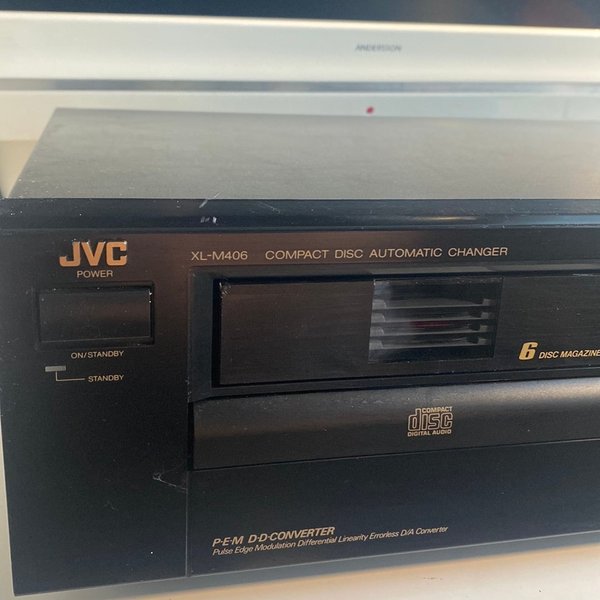 ANDERSSON
JVC
POWER
XL-M406 COMPACT DISC AUTOMATIC CHANGER
ON/STANDBY
STANDBY
6 DISC MAGAZINE
COMPACT
disc
DIGITAL AUDIO
P·E·M D·D·CONVERTER
Pulse Edge Modulation Differential Linearity Errorless D/A Converter